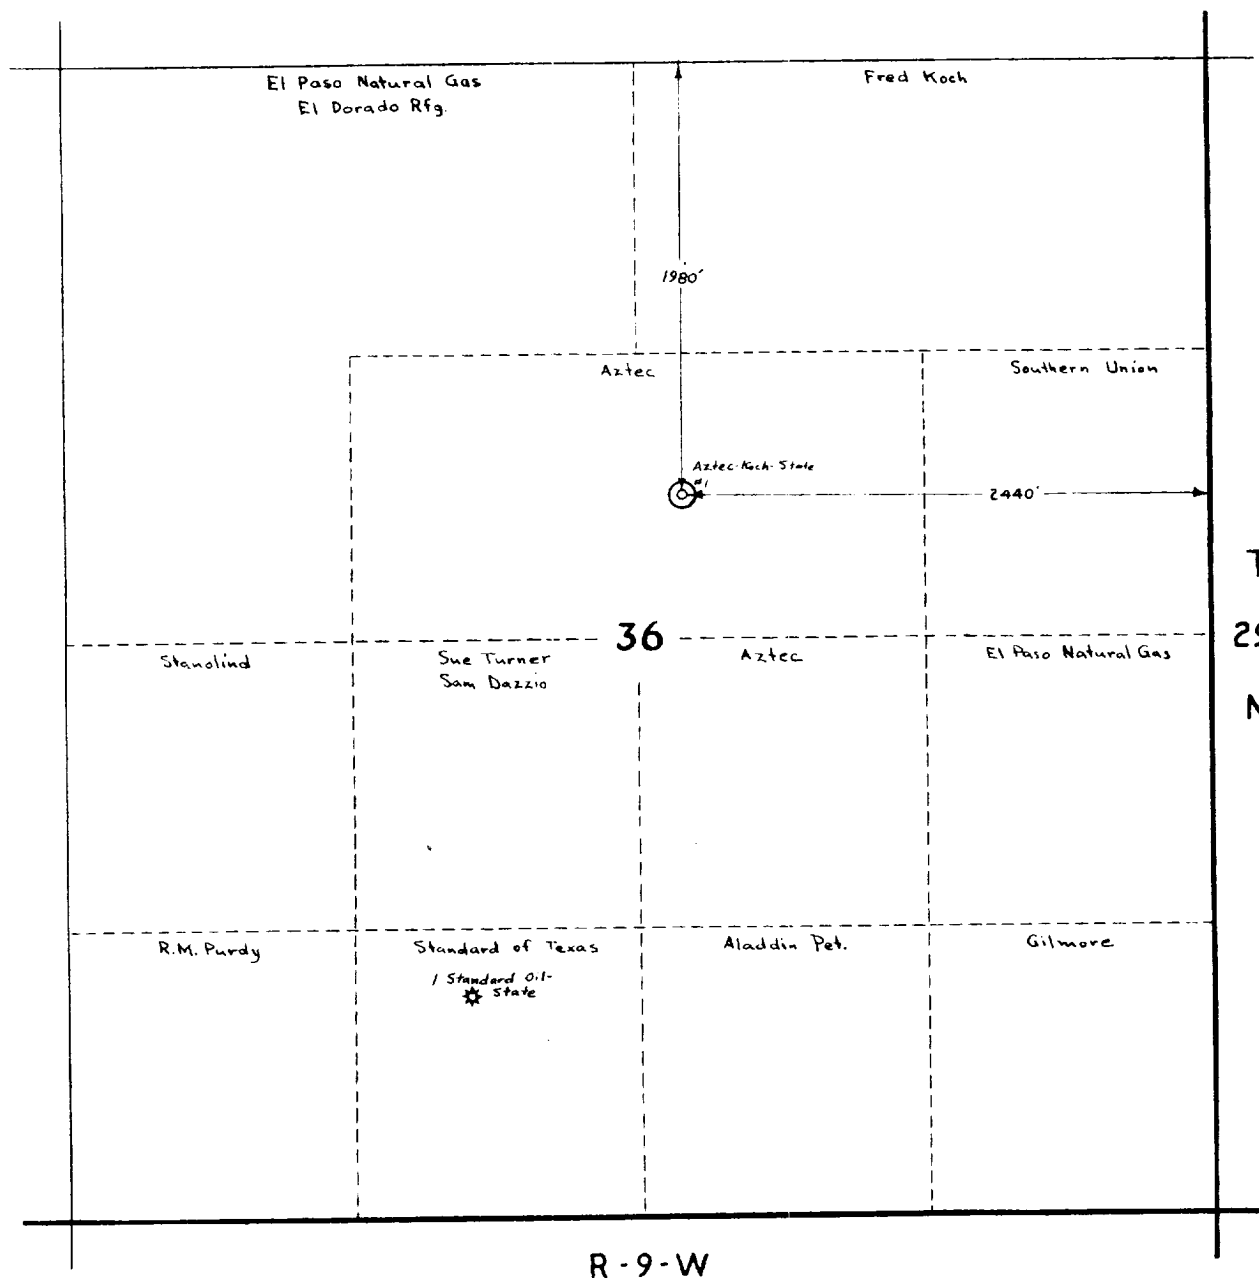 El Paso Natural Gas
El Dorado Rfg.
Fred Koch
1980'
Aztec
Southern Union
Aztec-Koch-State
#1
2440'
T
36
29
Stanolind
Sue Turner
Sam Dazzio
Aztec
El Paso Natural Gas
N
R.M. Purdy
Standard of Texas
1 Standard Oil-
State
Aladdin Pet.
Gilmore
R-9-W